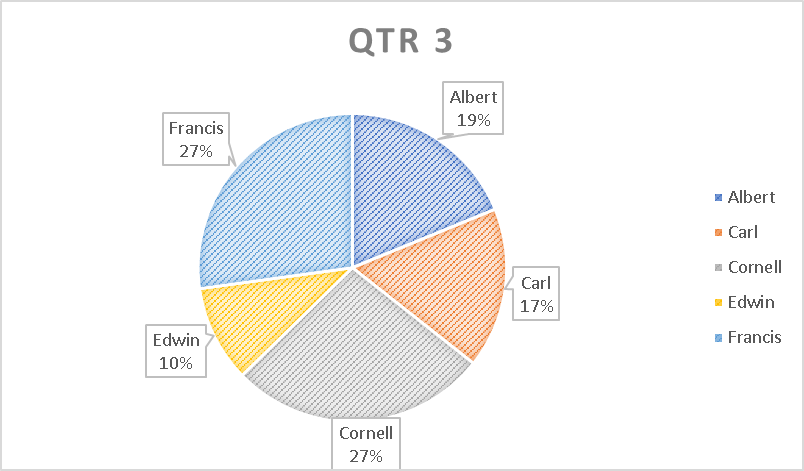 QTR 3
Albert
19%
Francis
27%
Carl
17%
Edwin
10%
Cornell
27%
Albert
Carl
Cornell
Edwin
Francis